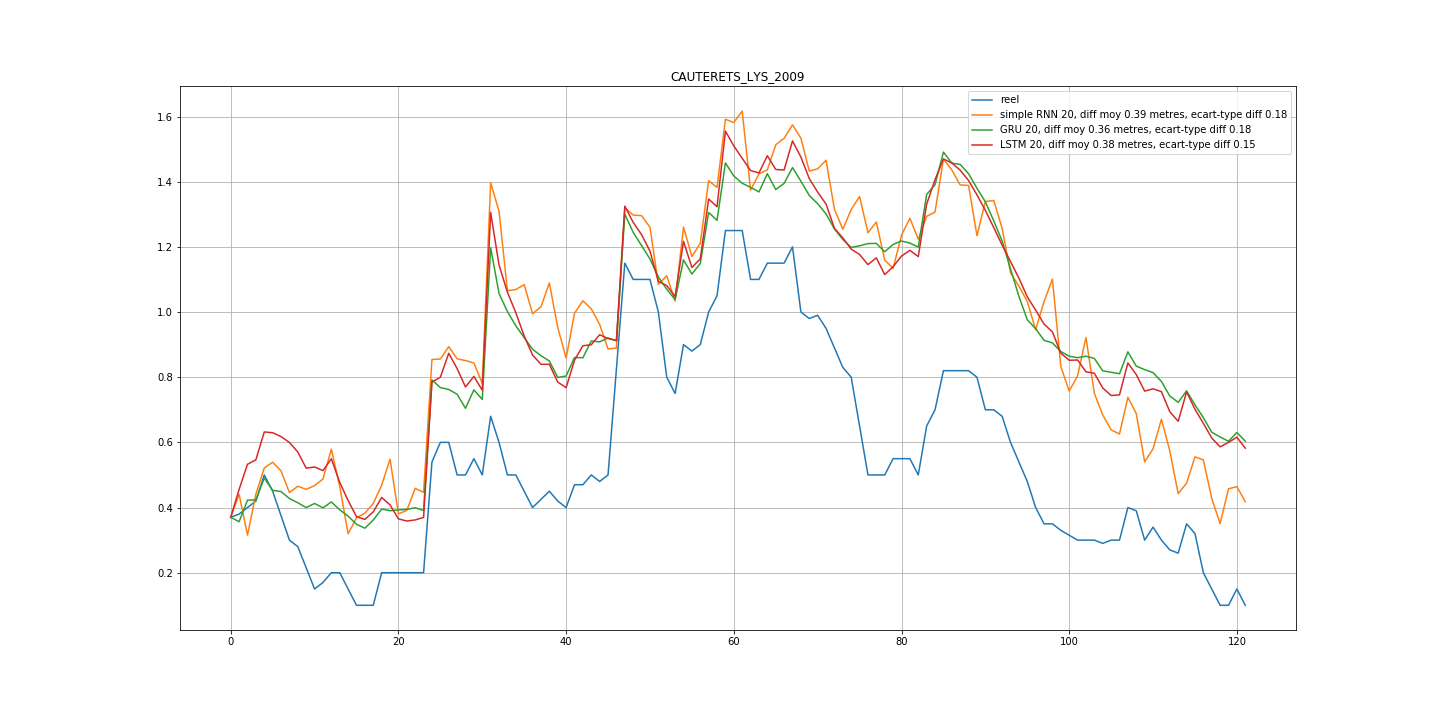 CAUTERETS_LYS_2009
reel
simple RNN 20, diff moy 0.39 metres, ecart-type diff 0.18
GRU 20, diff moy 0.36 metres, ecart-type diff 0.18
LSTM 20, diff moy 0.38 metres, ecart-type diff 0.15
1.6
1.4
1.2
1.0
0.8
0.6
0.4
0.2
0 20 40 60 80 100 120